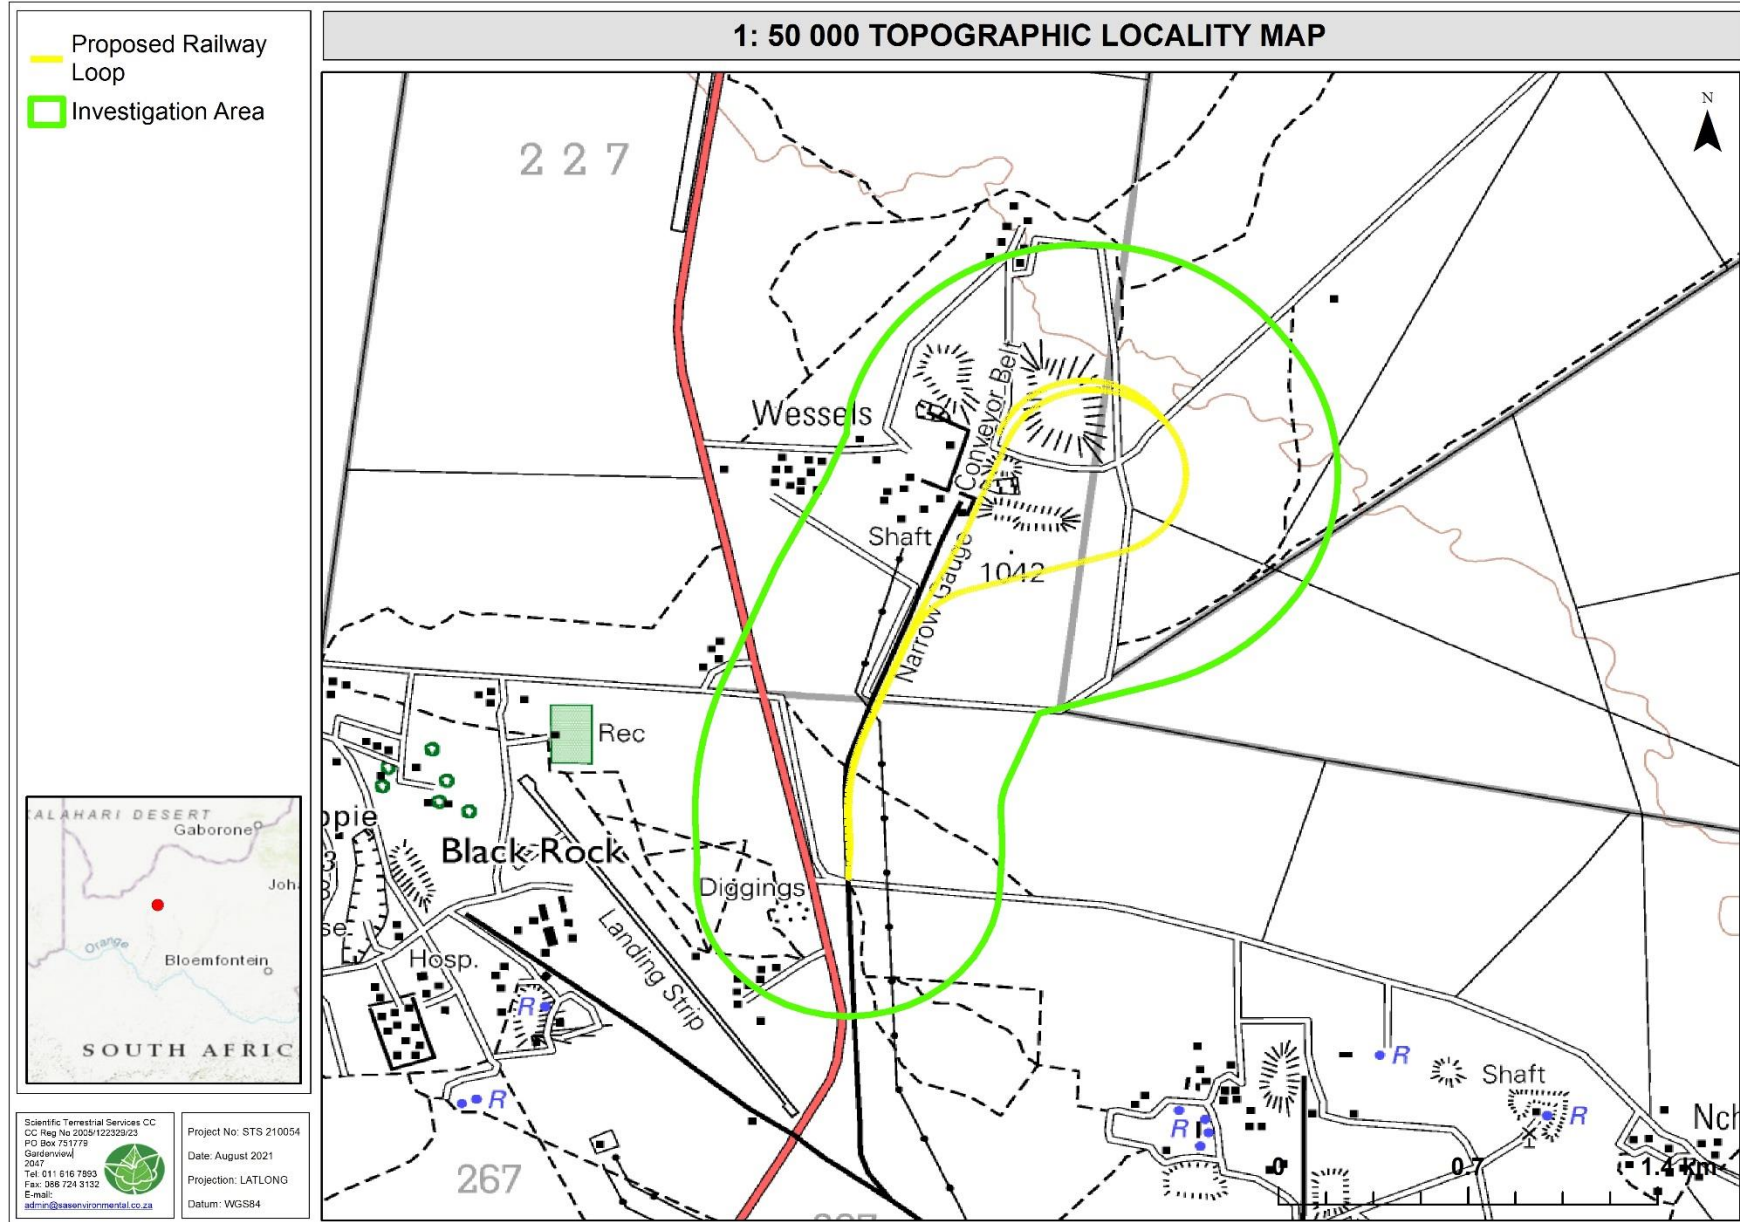 Proposed Railway
Loop
Investigation Area
1: 50 000 TOPOGRAPHIC LOCALITY MAP
N
2 2 7
Wessels
Conveyor Belt
Shaft
Narrow Gauge
1042
Rec
ppie
Black Rock
3
Diggings
se
Hosp.
Landing Strip
R
R
R
R
R
Shaft
Nch
267
0
0.7
1.4 km
KALAHARI DESERT
Gaborone
Joh
Orange
Bloemfontein
SOUTH AFRIC
Scientific Terrestrial Services CC
CC Reg No 2005/122329/23
PO Box 751779
Gardenview
2047
Tel: 011 616 7893
Fax: 086 724 3132
E-mail:
admin@sasenvironmental.co.za
Project No: STS 210054
Date: August 2021
Projection: LATLONG
Datum: WGS84